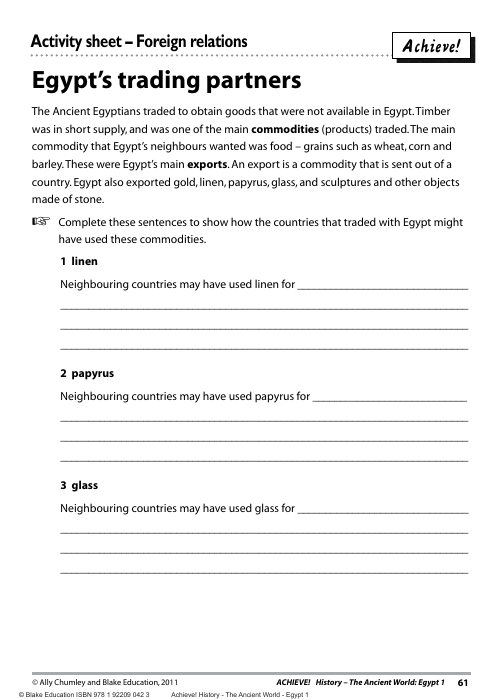 Activity sheet – Foreign relations
Achieve!
Egypt's trading partners
The Ancient Egyptians traded to obtain goods that were not available in Egypt. Timber
was in short supply, and was one of the main commodities (products) traded. The main
commodity that Egypt's neighbours wanted was food – grains such as wheat, corn and
barley. These were Egypt's main exports. An export is a commodity that is sent out of a
country. Egypt also exported gold, linen, papyrus, glass, and sculptures and other objects
made of stone.
Complete these sentences to show how the countries that traded with Egypt might
have used these commodities.
1 linen
Neighbouring countries may have used linen for
2 papyrus
Neighbouring countries may have used papyrus for
3 glass
Neighbouring countries may have used glass for
© Ally Chumley and Blake Education, 2011 ACHIEVE! History – The Ancient World: Egypt 1 61
© Blake Education ISBN 978 1 92209 042 3 Achieve! History - The Ancient World - Egypt 1